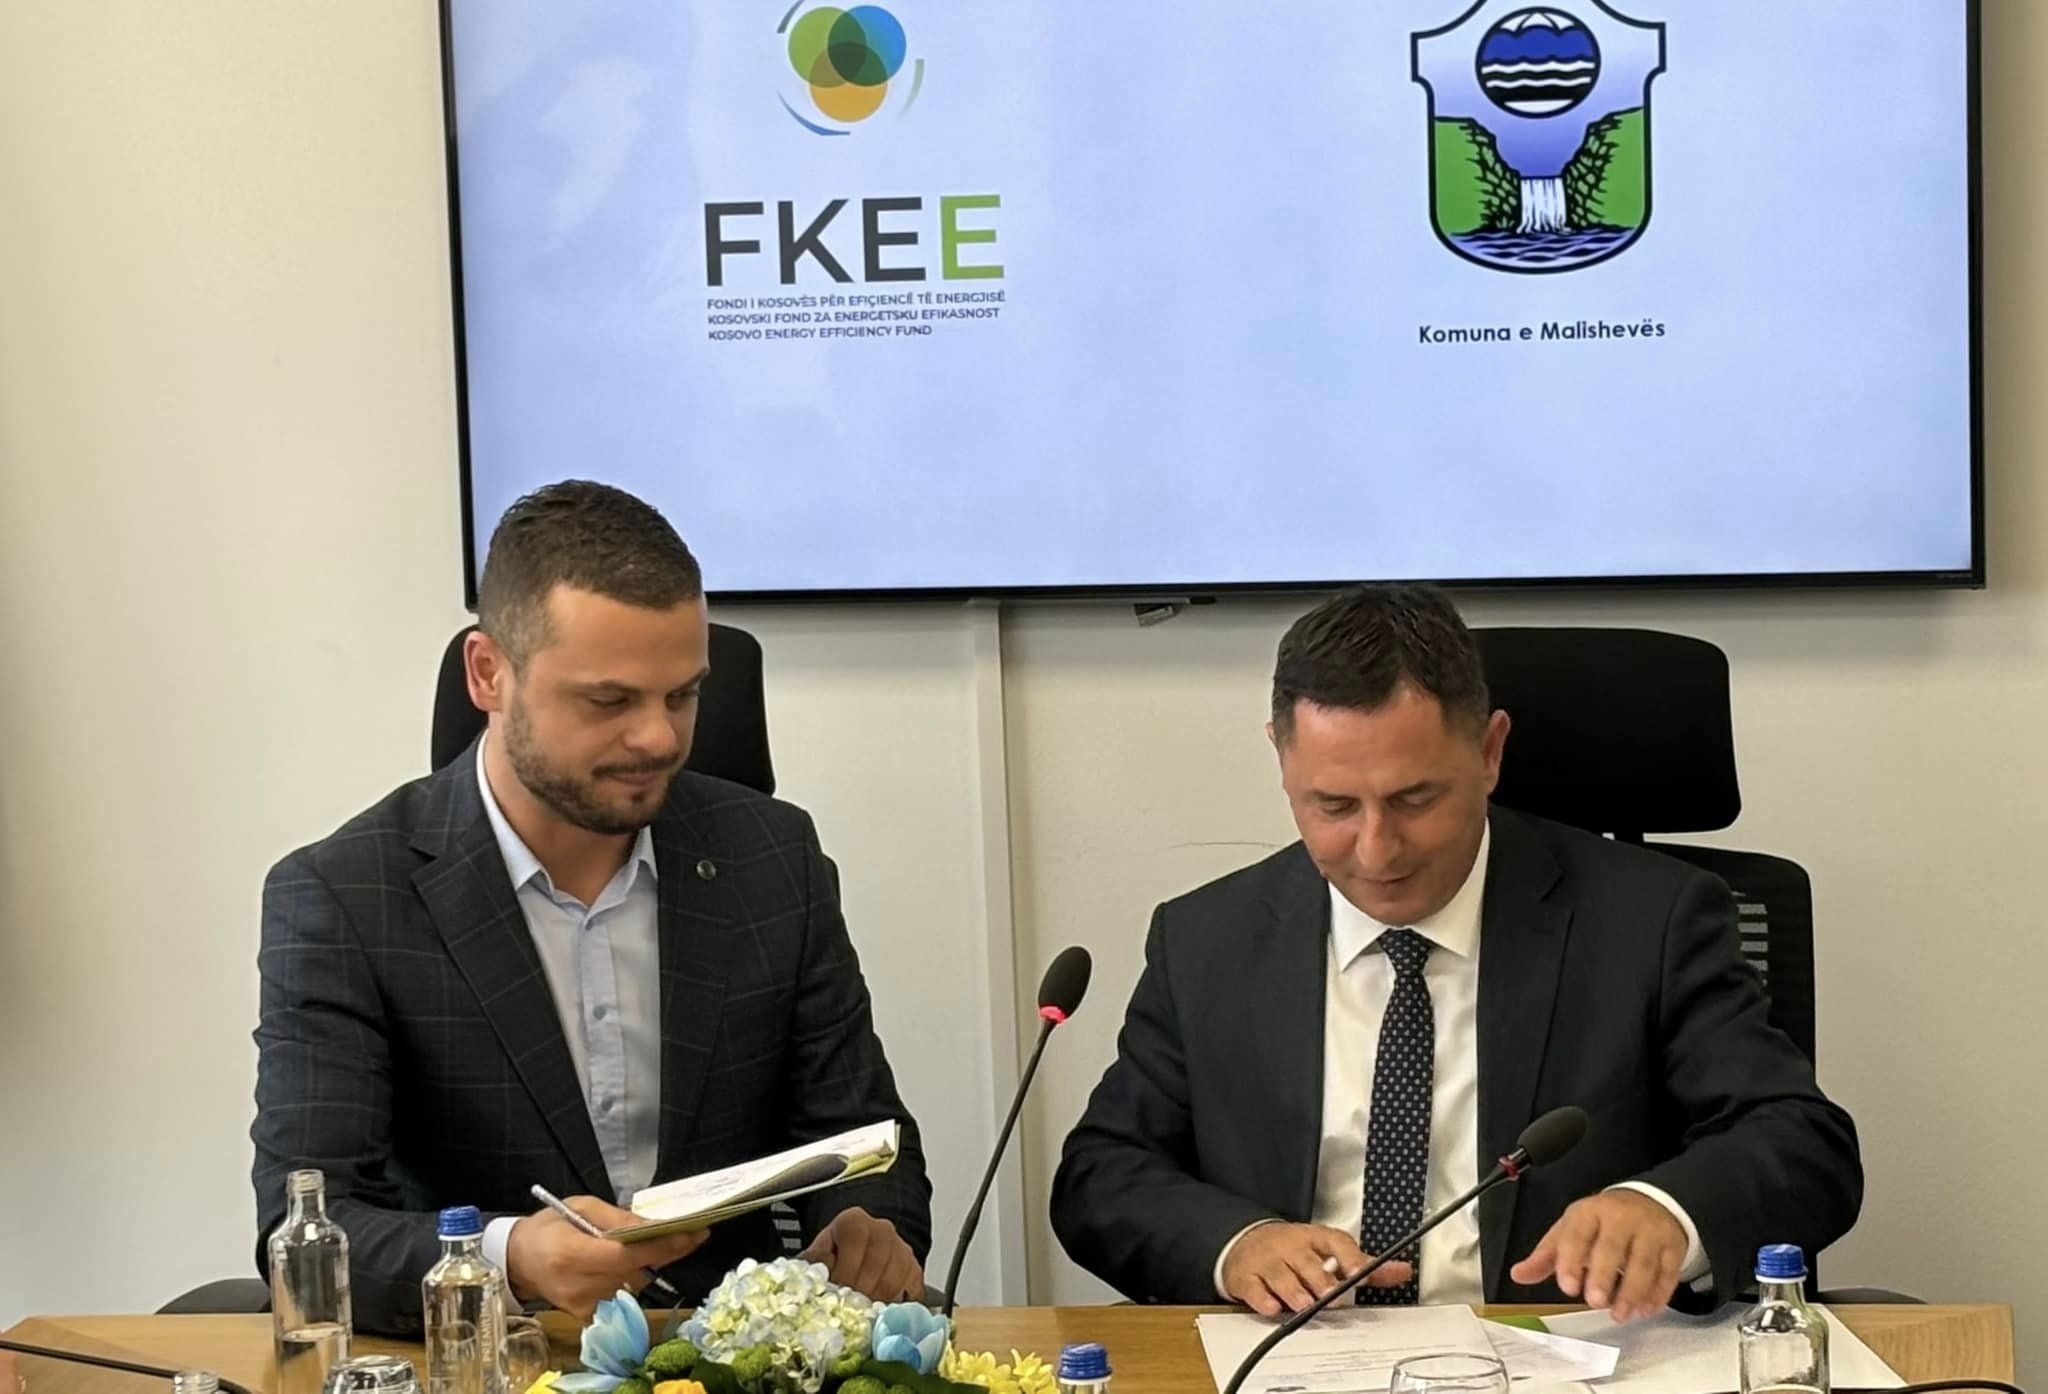 FKEE
FONDI I KOSOVËS PËR EFIÇIENCË TË ENERGJISË
KOSOVSKI FOND ZA ENERGETSKU EFIKASNOST
KOSOVO ENERGY EFFICIENCY FUND
Komuna e Malishevës